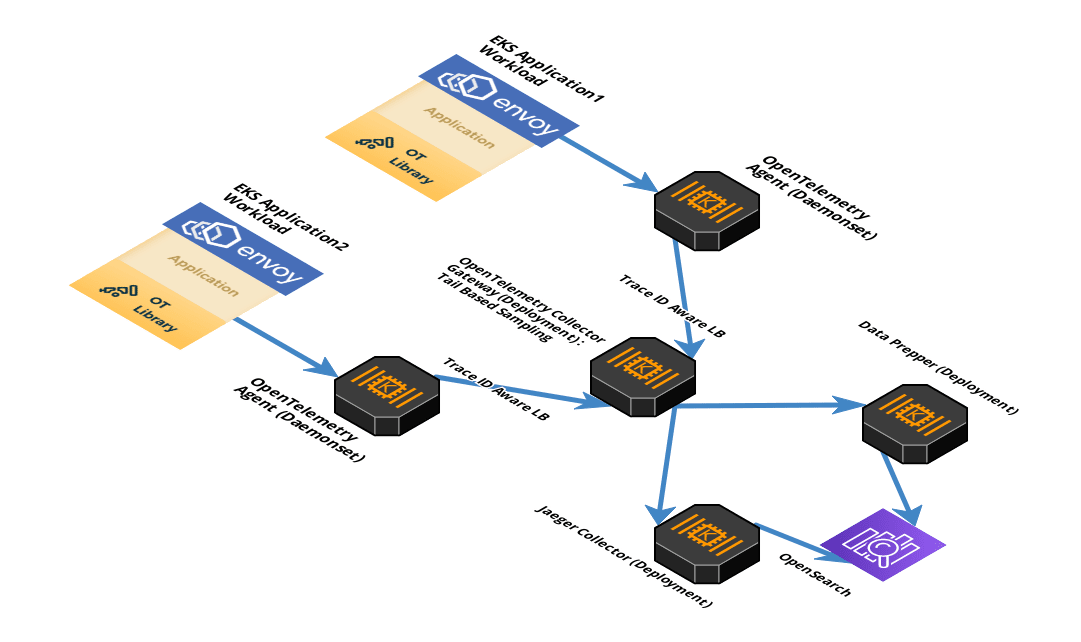 EKS Application1
Workload
envoy
Application
OT
Library
OpenTelemetry
Agent (Daemonset)
EKS Application2
Workload
envoy
Application
OT
Library
OpenTelemetry
Agent (Daemonset)
Trace ID Aware LB
Trace ID Aware LB
OpenTelemetry Collector
Gateway(Deployment) :
Tail Based Sampling
K
K
K
K
K
Data Prepper (Deployment)
Jaeger Collector (Deployment)
OpenSearch